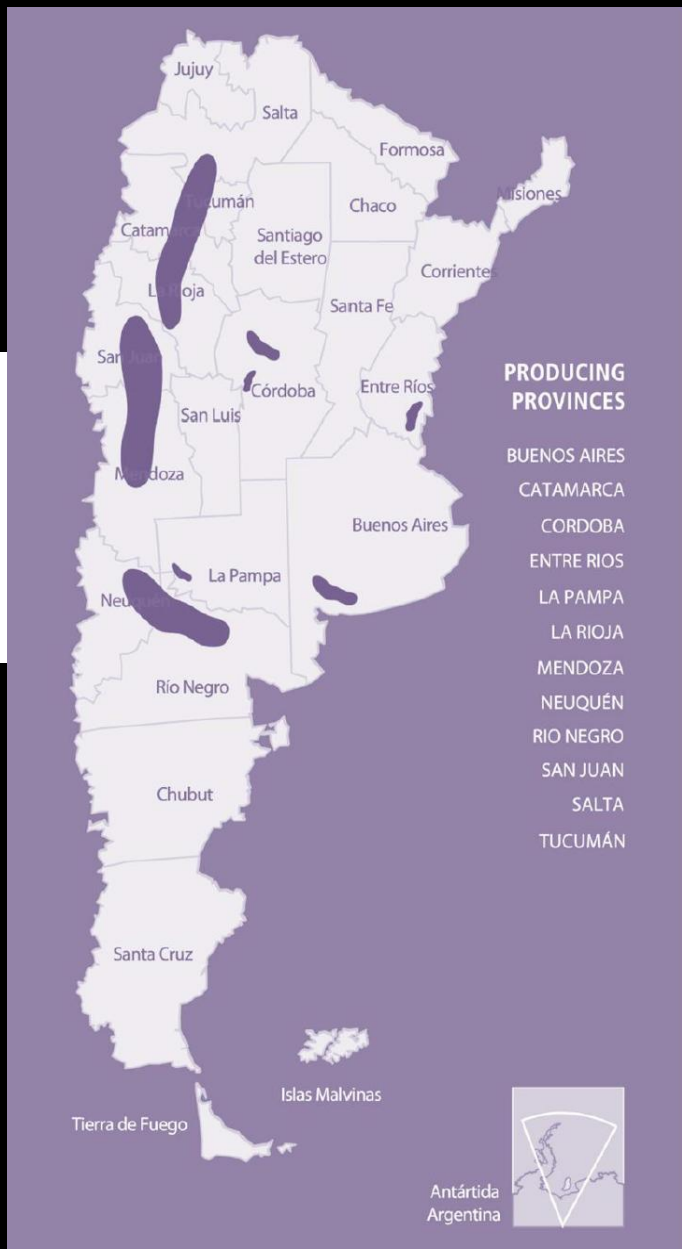 Jujuy
Salta
Formosa
Misiones
Tucumán
Chaco
Catamarca
Santiago
del Estero
Corrientes
La Rioja
Santa Fe
San Juan
Córdoba
Entre Ríos
San Luis
Mendoza
Buenos Aires
La Pampa
Neuquén
Río Negro
Chubut
Santa Cruz
Islas Malvinas
Tierra de Fuego
Antártida
Argentina
PRODUCING
PROVINCES
BUENOS AIRES
CATAMARCA
CORDOBA
ENTRE RIOS
LA PAMPA
LA RIOJA
MENDOZA
NEUQUÉN
RIO NEGRO
SAN JUAN
SALTA
TUCUMÁN